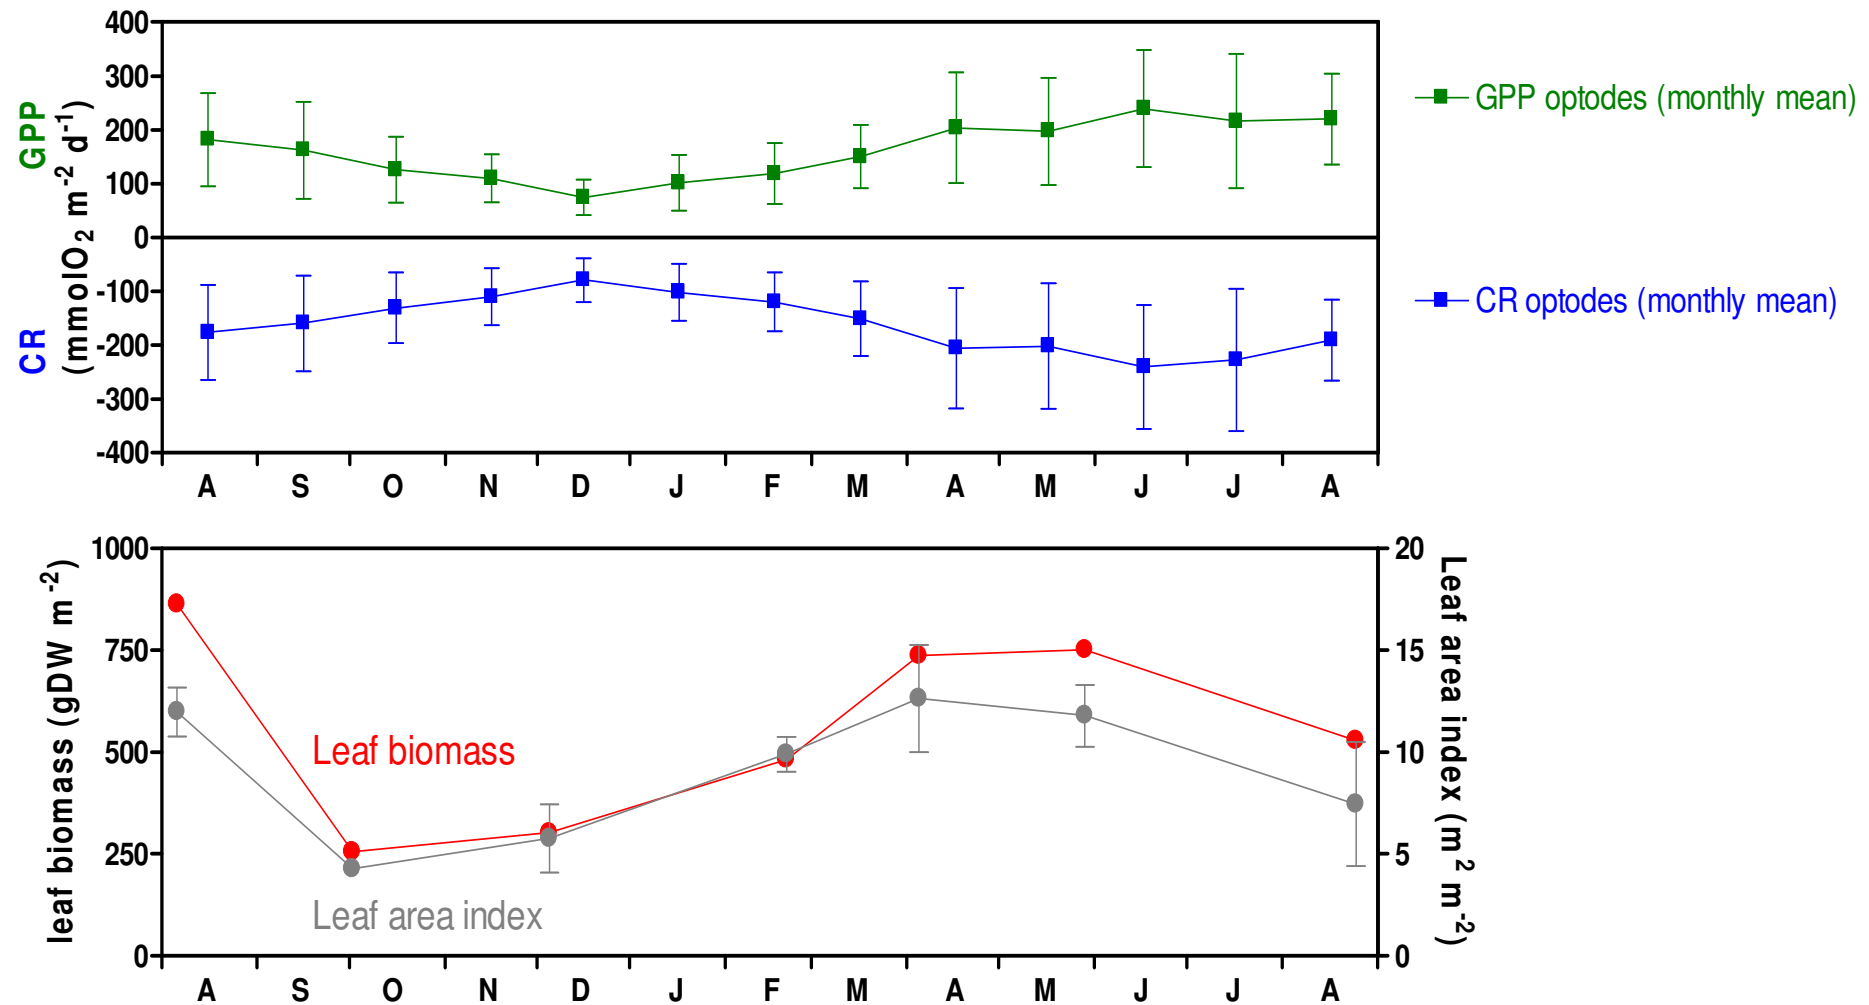 400
300
200
100
0
-100
-200
-300
-400
GPP
CR
(mmolO2 m-2 d-1)
A S O N D J F M A M J J A
GPP optodes (monthly mean)
CR optodes (monthly mean)
1000
750
500
250
0
leaf biomass (gDW m-2)
Leaf biomass
Leaf area index
20
15
10
5
0
Leaf area index (m2 m-2)
A S O N D J F M A M J J A